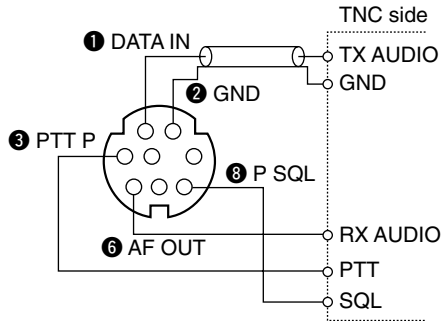 TNC side
❶ DATA IN
TX AUDIO
❷ GND
GND
❸ PTT P
❽ P SQL
❻ AF OUT
RX AUDIO
PTT
SQL